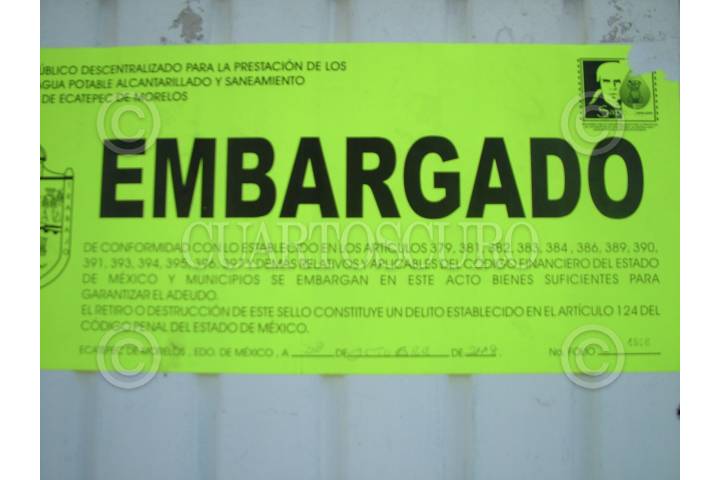 ÚBLICO DESCENTRALIZADO PARA LA PRESTACIÓN DE LOS
AGUA POTABLE ALCANTARILLADO Y SANEAMIENTO
DE ECATEPEC DE MORELOS
EMBARGADO
CUARTOSCURO
DE CONFORMIDAD CON LO ESTABLECIDO EN LOS ARTÍCULOS 379, 381, 382, 383, 384 , 386, 389, 390,
391, 393, 394, 395, 396, 397 Y DEMÁS RELATIVOS Y APLICABLES DEL CÓDIGO FINANCIERO DEL ESTADO
DE MÉXICO Y MUNICIPIOS SE EMBARGAN EN ESTE ACTO BIENES SUFICIENTES PARA
GARANTIZAR EL ADEUDO.
EL RETIRO O DESTRUCCIÓN DE ESTE SELLO CONSTITUYE UN DELITO ESTABLECIDO EN EL ARTÍCULO 124 DEL
CÓDIGO PENAL DEL ESTADO DE MÉXICO.
ECATEPEC DE MORELOS , EDO. DE MÉXICO , A DE OCTUBRE DE No. FOLIO